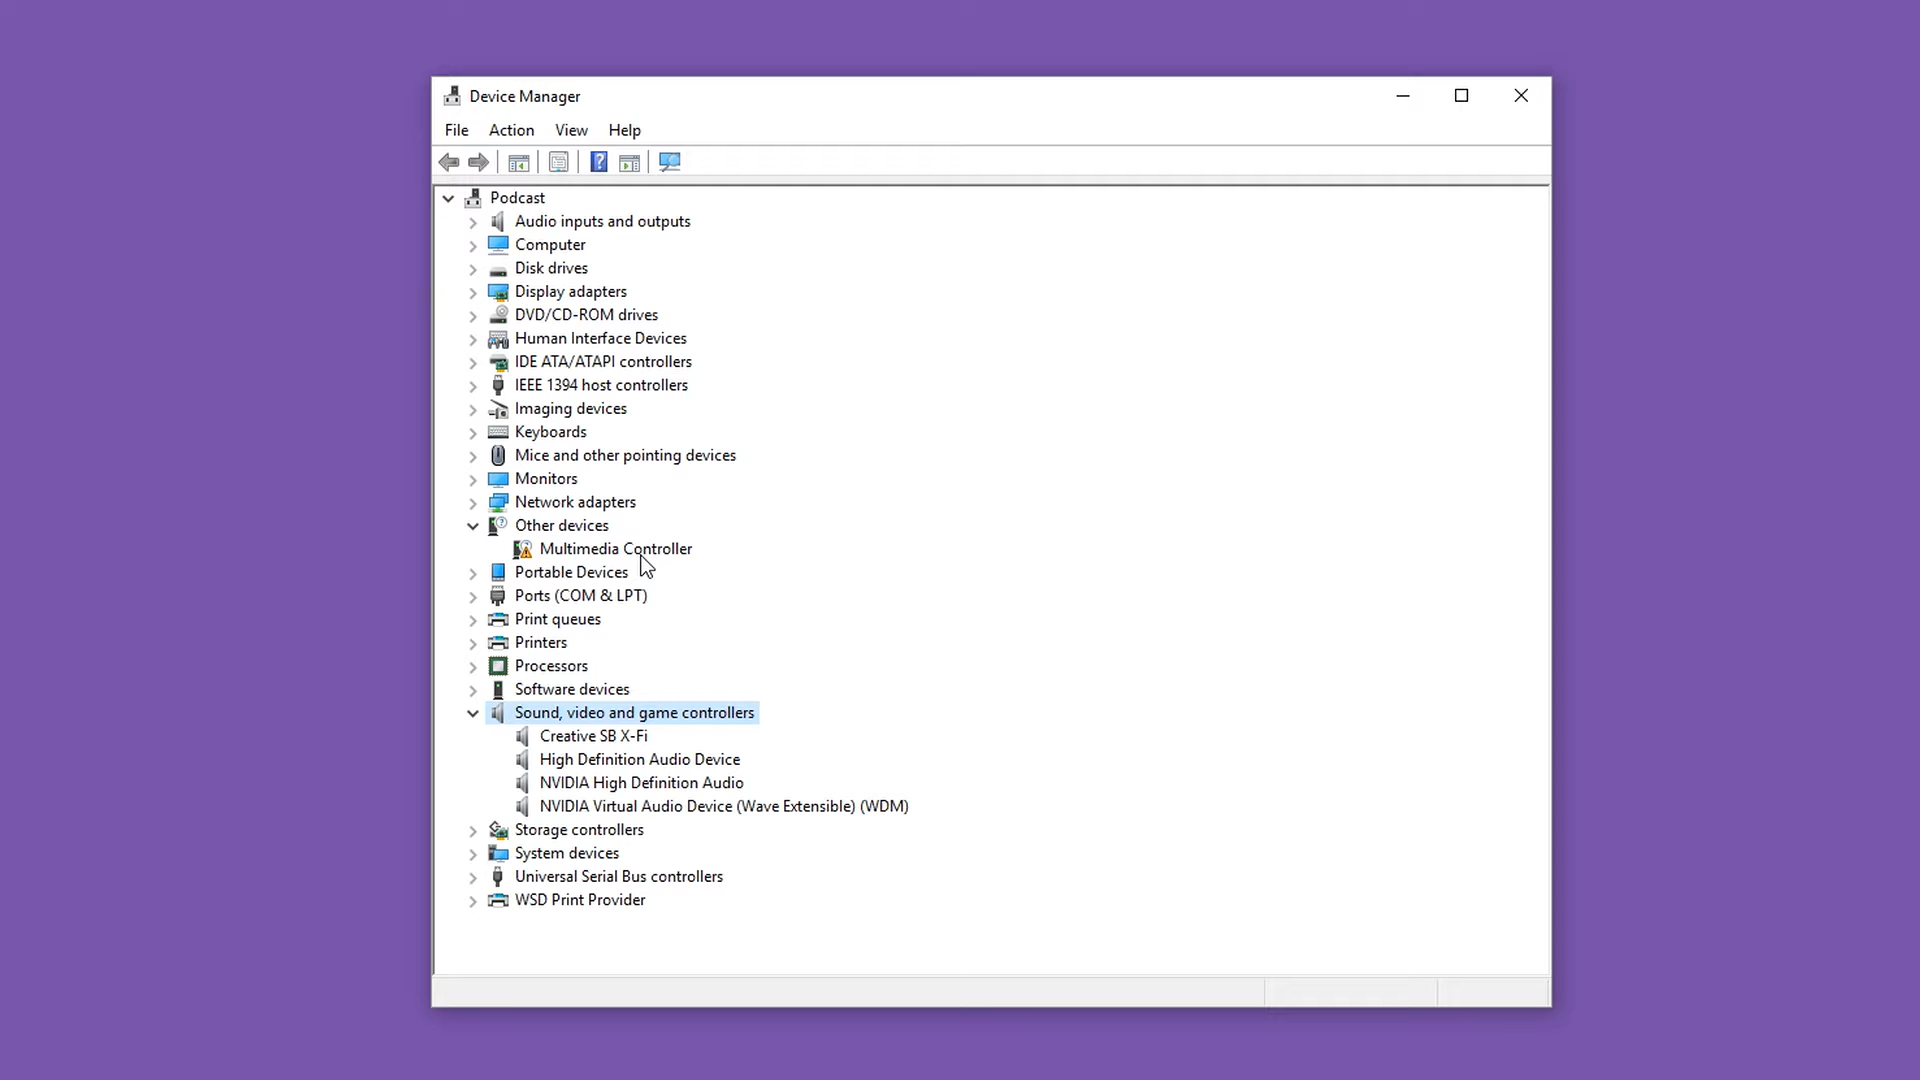 Device Manager
File Action View Help
Podcast
Audio inputs and outputs
Computer
Disk drives
Display adapters
DVD/CD-ROM drives
Human Interface Devices
IDE ATA/ATAPI controllers
IEEE 1394 host controllers
Imaging devices
Keyboards
Mice and other pointing devices
Monitors
Network adapters
Other devices
Multimedia Controller
Portable Devices
Ports (COM & LPT)
Print queues
Printers
Processors
Software devices
Sound, video and game controllers
Creative SB X-Fi
High Definition Audio Device
NVIDIA High Definition Audio
NVIDIA Virtual Audio Device (Wave Extensible) (WDM)
Storage controllers
System devices
Universal Serial Bus controllers
WSD Print Provider